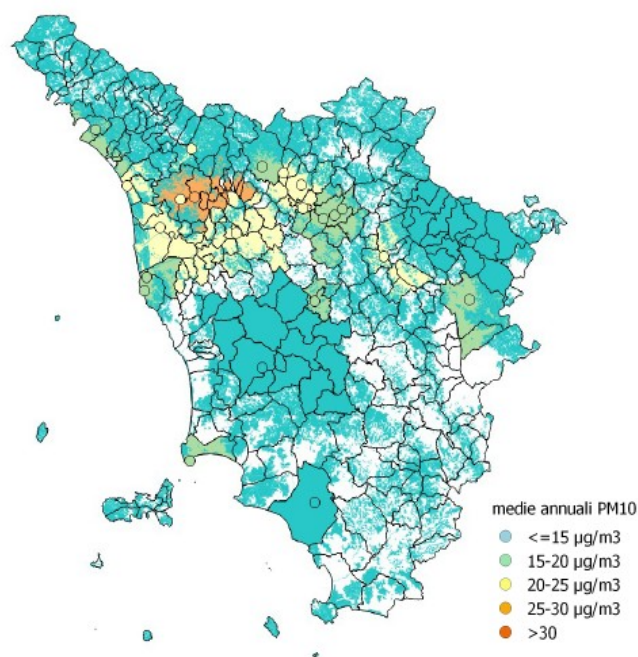 medie annuali PM10
<=15 µg/m3
15-20 µg/m3
20-25 µg/m3
25-30 µg/m3
>30